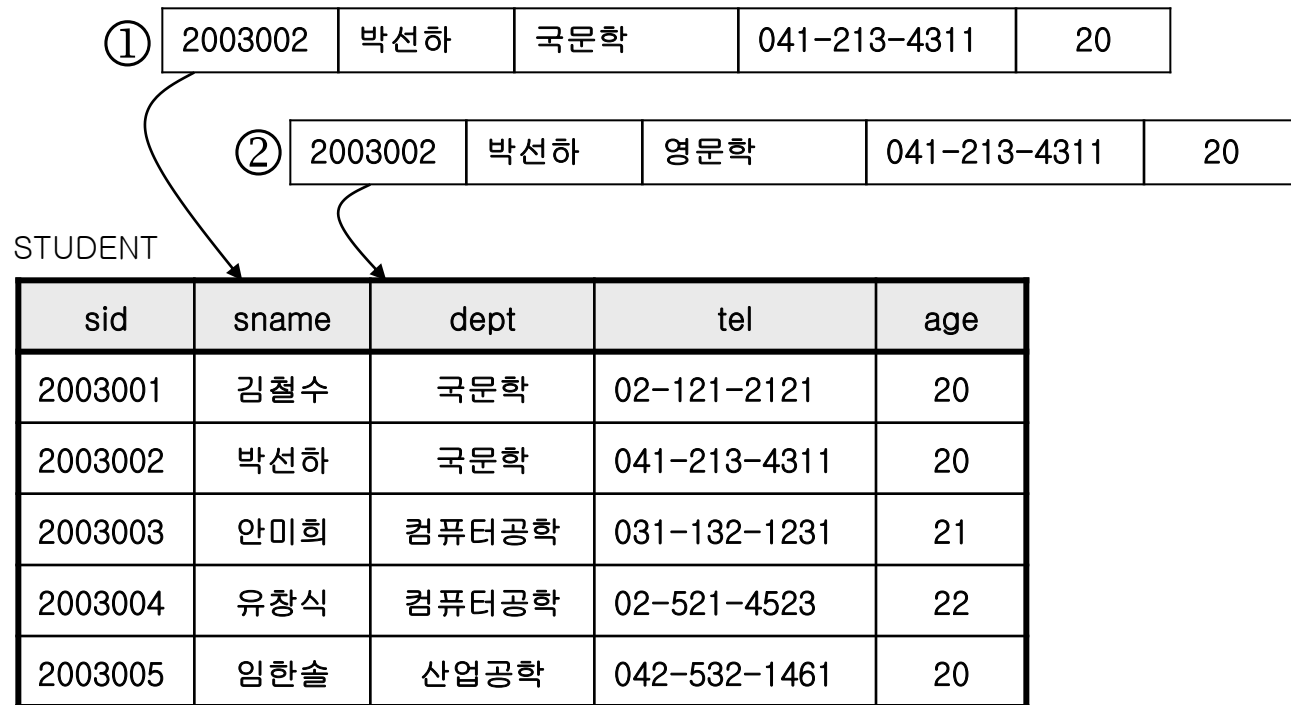 ① 2003002 박선하 국문학 041-213-4311 20
② 2003002 박선하 영문학 041-213-4311 20
STUDENT
sid sname dept tel age
2003001 김철수 국문학 02-121-2121 20
2003002 박선하 국문학 041-213-4311 20
2003003 안미희 컴퓨터공학 031-132-1231 21
2003004 유창식 컴퓨터공학 02-521-4523 22
2003005 임한솔 산업공학 042-532-1461 20